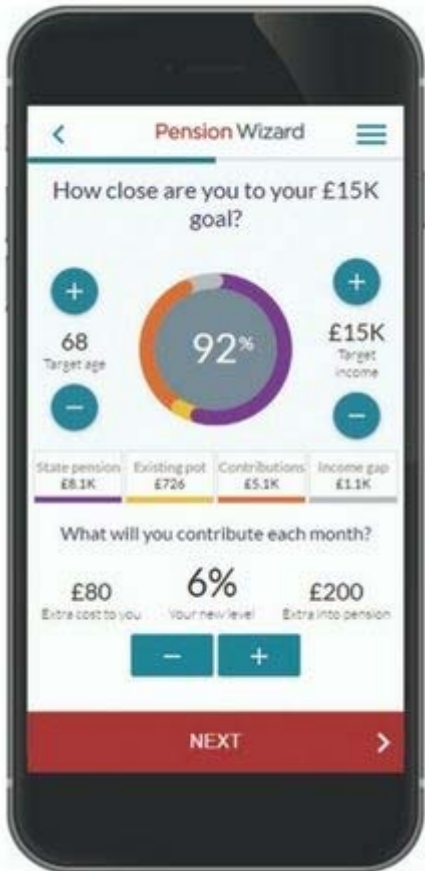 Pension Wizard
How close are you to your £15K
goal?
+
+
68
Target age
92%
£15K
Target
income
−
−
State pension
£8.1K
Existing pot
£726
Contributions
£5.1K
Income gap
£1.1K
What will you contribute each month?
£80
Extra cost to you
6%
Your new level
£200
Extra into pension
−
+
NEXT